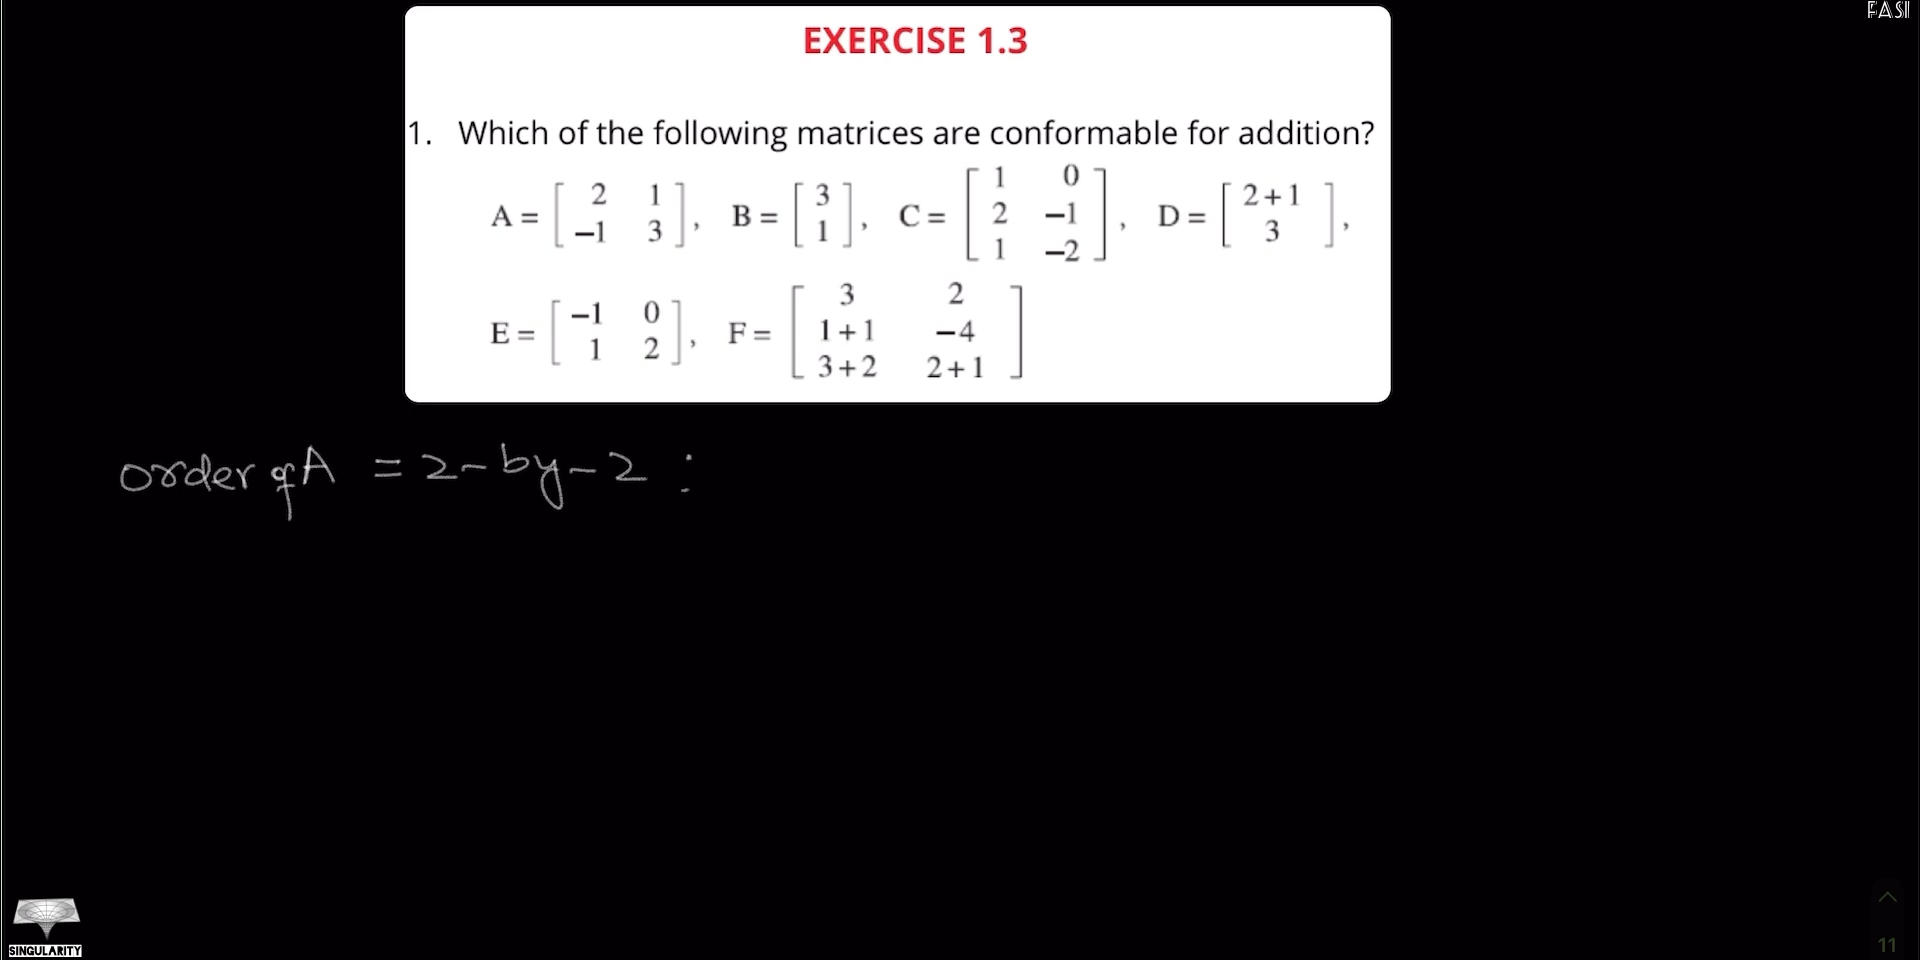 FASI
EXERCISE 1.3
1. Which of the following matrices are conformable for addition?
A = [ 2 1 ; −1 3 ], B = [ 3 ; 1 ], C = [ 1 0 ; 2 −1 ; 1 −2 ], D = [ 2+1 ; 3 ],
E = [ −1 0 ; 1 2 ], F = [ 3 2 ; 1+1 −4 ; 3+2 2+1 ]
order of A = 2-by-2 :
SINGULARITY
11